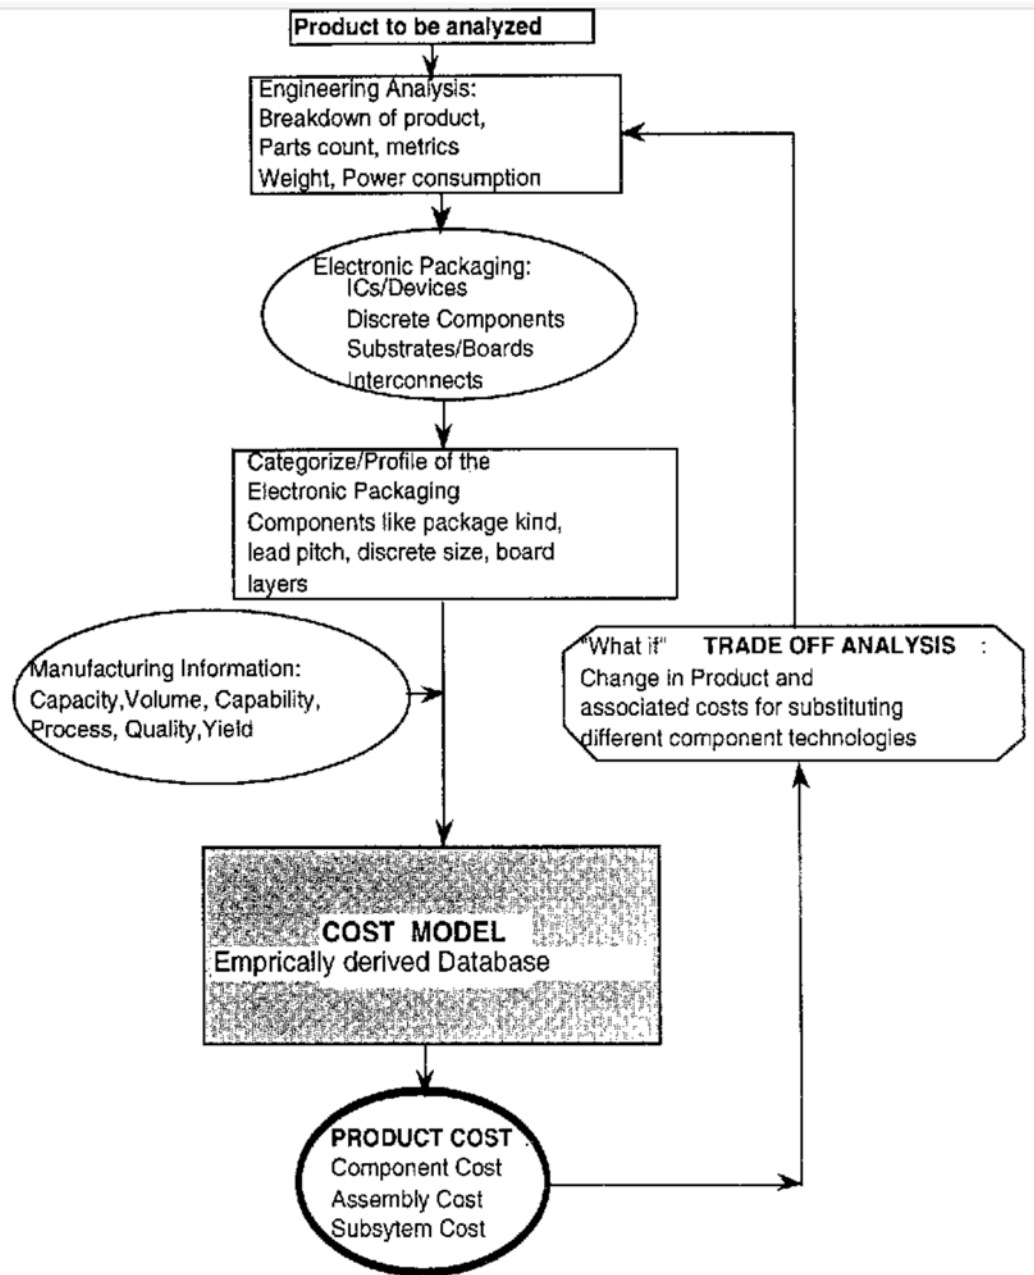 Product to be analyzed
Engineering Analysis:
Breakdown of product,
Parts count, metrics
Weight, Power consumption
Electronic Packaging:
ICs/Devices
Discrete Components
Substrates/Boards
Interconnects
Categorize/Profile of the
Electronic Packaging
Components like package kind,
lead pitch, discrete size, board
layers
Manufacturing Information:
Capacity,Volume, Capability,
Process, Quality,Yield
"What if" TRADE OFF ANALYSIS :
Change in Product and
associated costs for substituting
different component technologies
COST MODEL
Emprically derived Database
PRODUCT COST
Component Cost
Assembly Cost
Subsytem Cost